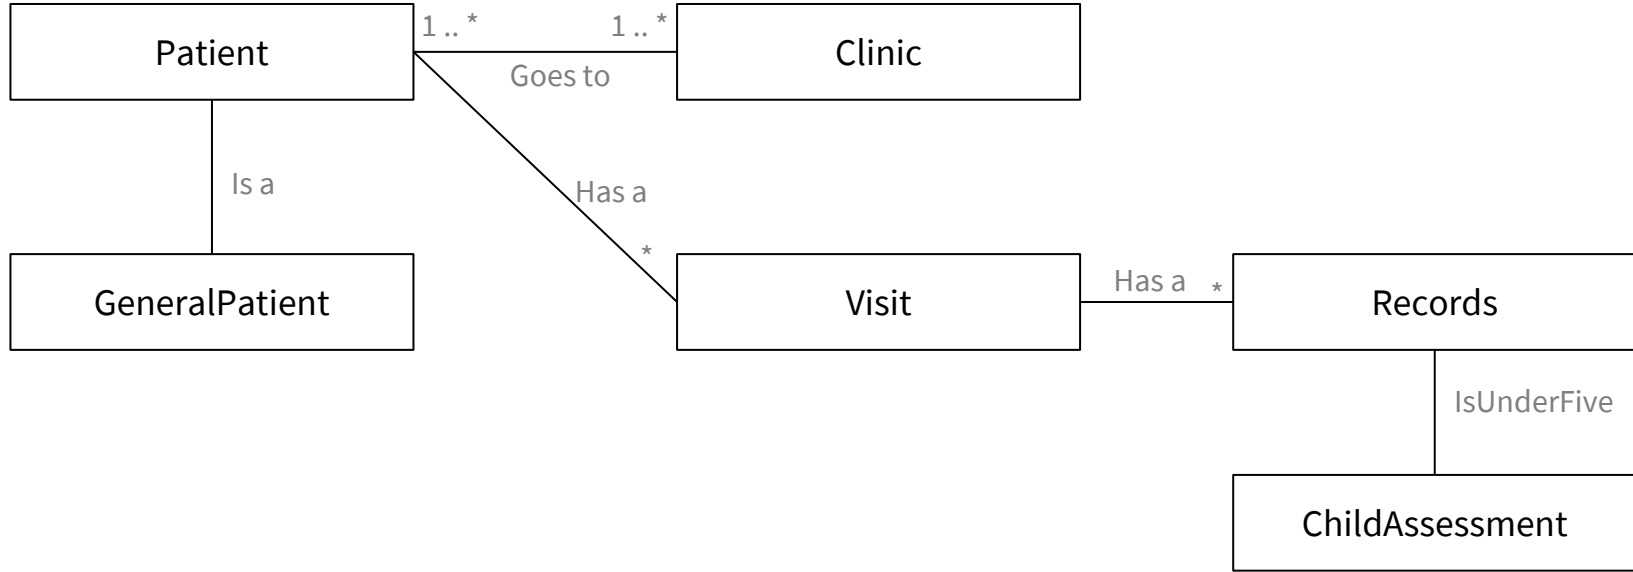 Patient
1 .. *
1 .. *
Goes to
Clinic
Is a
Has a
*
GeneralPatient
Visit
Has a
*
Records
IsUnderFive
ChildAssessment